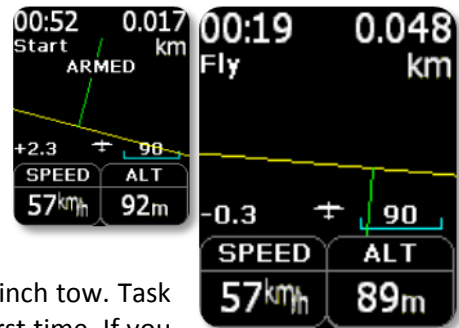 00:52 0.017
Start km
ARMED
+2.3 90
SPEED ALT
57km/h 92m
00:19 0.048
Fly km
-0.3 90
SPEED ALT
57km/h 89m
inch tow. Task
rst time. If you